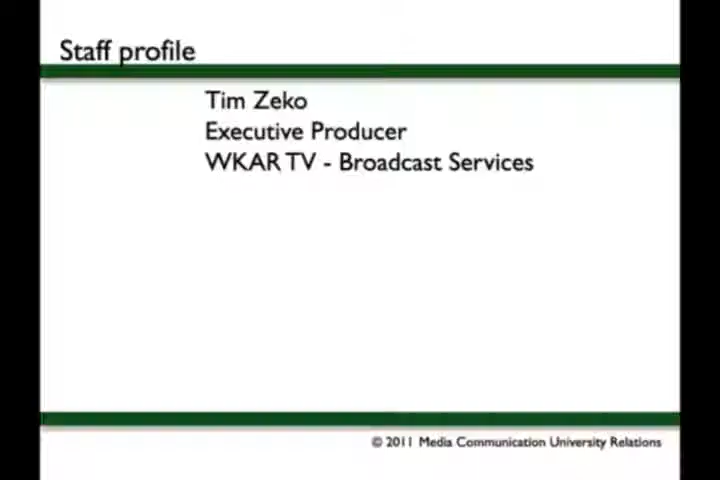 Staff profile
Tim Zeko
Executive Producer
WKAR TV - Broadcast Services
© 2011 Media Communication University Relations